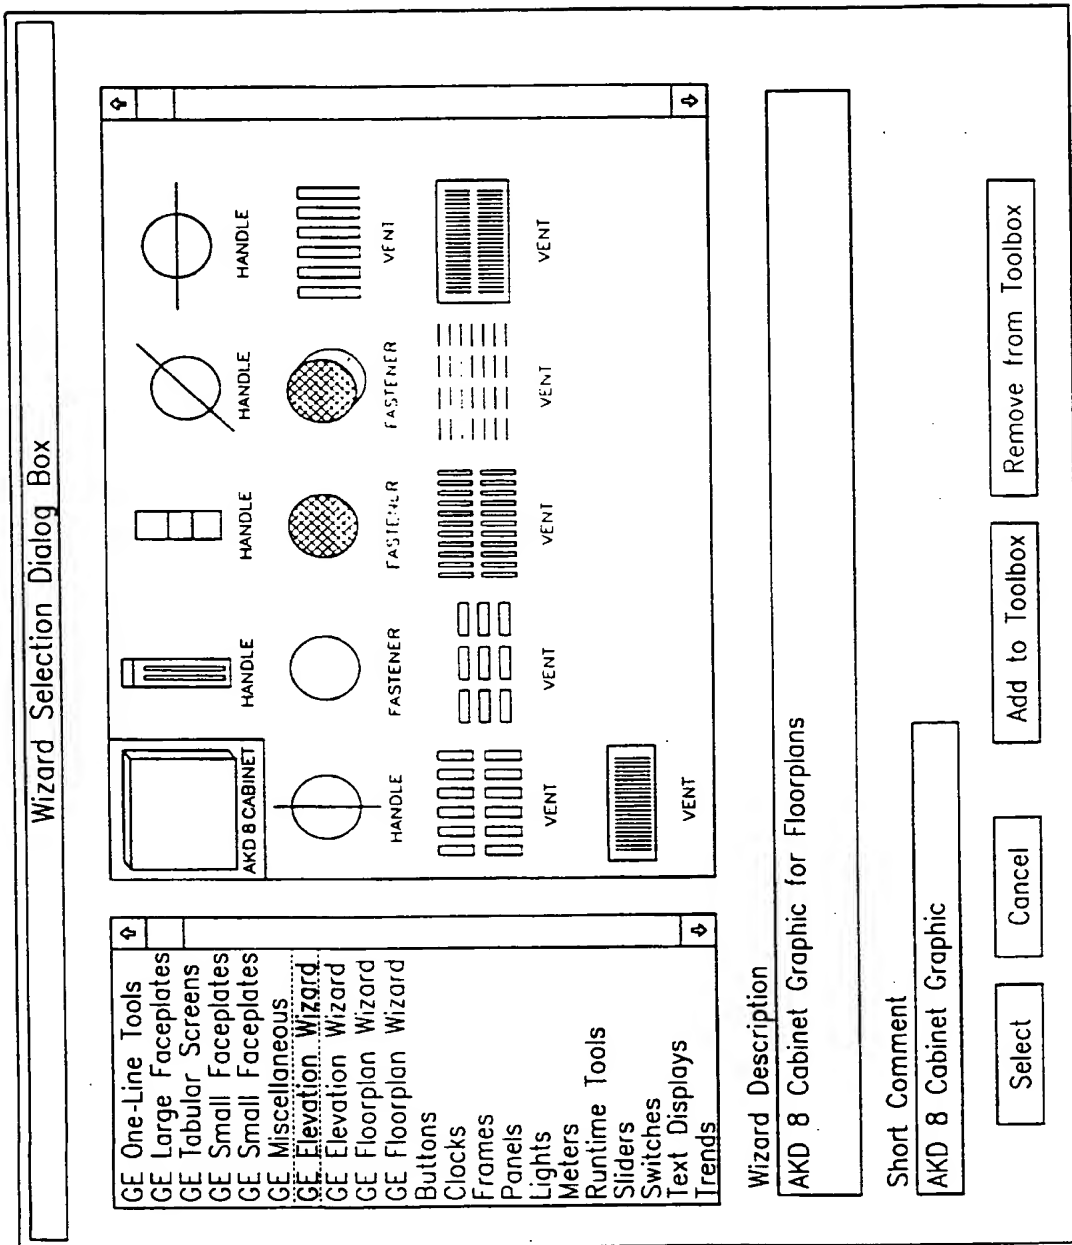 Wizard Selection Dialog Box
GE One-Line Tools
GE Large Faceplates
GE Tabular Screens
GE Small Faceplates
GE Small Faceplates
GE Miscellaneous
GE Elevation Wizard
GE Elevation Wizard
GE Floorplan Wizard
GE Floorplan Wizard
Buttons
Clocks
Frames
Panels
Lights
Meters
Runtime Tools
Sliders
Switches
Text Displays
Trends
AKD 8 CABINET
HANDLE
HANDLE
HANDLE
HANDLE
HANDLE
FASTENER
FASTENER
FASTENER
VENT
VENT
VENT
VENT
VENT
VENT
VENT
Wizard Description
AKD 8 Cabinet Graphic for Floorplans
Short Comment
AKD 8 Cabinet Graphic
Select
Cancel
Add to Toolbox
Remove from Toolbox